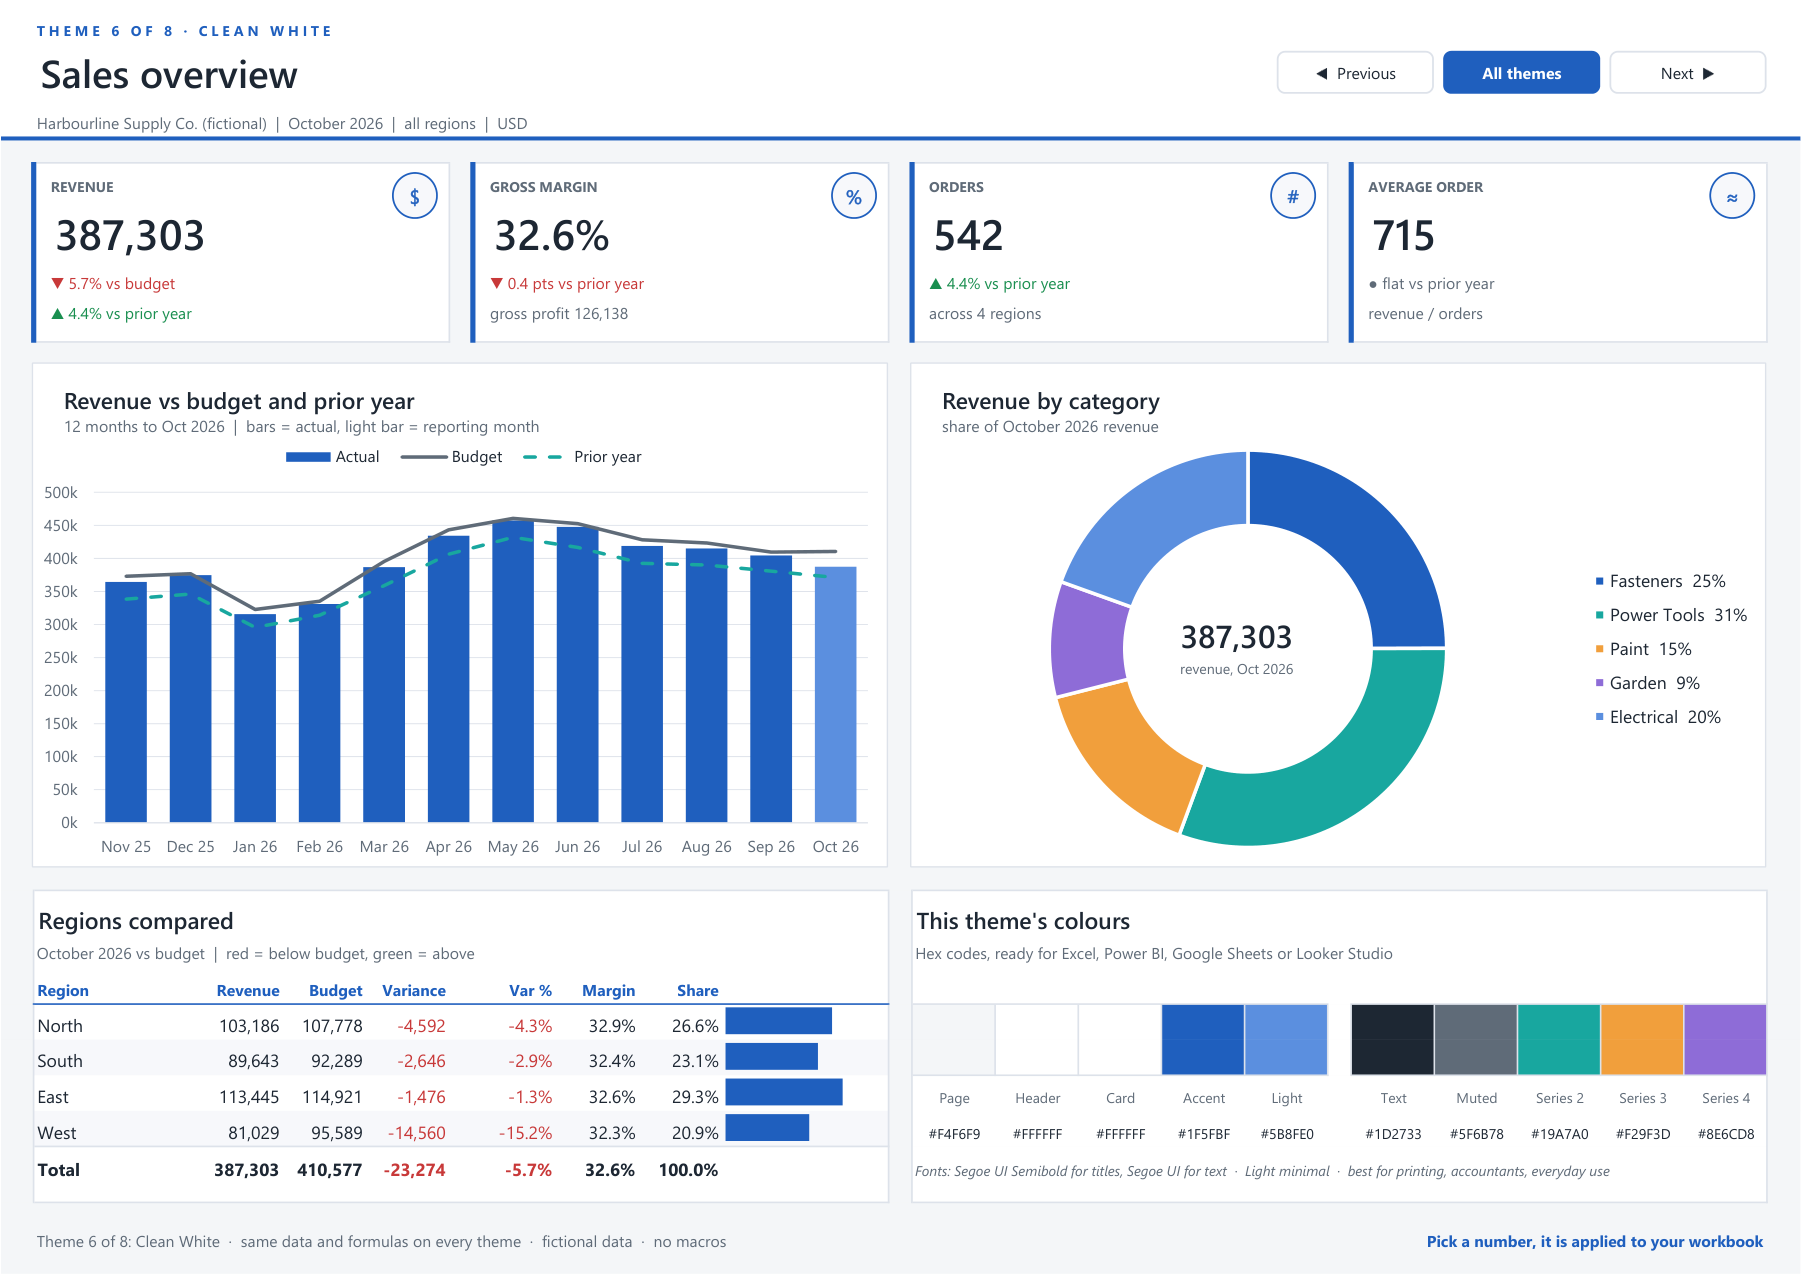 THEME 6 OF 8 · CLEAN WHITE
Sales overview
◀ Previous
All themes
Next ▶
Harbourline Supply Co. (fictional) | October 2026 | all regions | USD
REVENUE
$
387,303
▼ 5.7% vs budget
▲ 4.4% vs prior year
GROSS MARGIN
%
32.6%
▼ 0.4 pts vs prior year
gross profit 126,138
ORDERS
#
542
▲ 4.4% vs prior year
across 4 regions
AVERAGE ORDER
≈
715
● flat vs prior year
revenue / orders
Revenue vs budget and prior year
12 months to Oct 2026 | bars = actual, light bar = reporting month
Actual Budget Prior year
500k
450k
400k
350k
300k
250k
200k
150k
100k
50k
0k
Nov 25 Dec 25 Jan 26 Feb 26 Mar 26 Apr 26 May 26 Jun 26 Jul 26 Aug 26 Sep 26 Oct 26
Revenue by category
share of October 2026 revenue
387,303
revenue, Oct 2026
Fasteners 25%
Power Tools 31%
Paint 15%
Garden 9%
Electrical 20%
Regions compared
October 2026 vs budget | red = below budget, green = above
Region Revenue Budget Variance Var % Margin Share
North 103,186 107,778 -4,592 -4.3% 32.9% 26.6%
South 89,643 92,289 -2,646 -2.9% 32.4% 23.1%
East 113,445 114,921 -1,476 -1.3% 32.6% 29.3%
West 81,029 95,589 -14,560 -15.2% 32.3% 20.9%
Total 387,303 410,577 -23,274 -5.7% 32.6% 100.0%
This theme's colours
Hex codes, ready for Excel, Power BI, Google Sheets or Looker Studio
Page Header Card Accent Light Text Muted Series 2 Series 3 Series 4
#F4F6F9 #FFFFFF #FFFFFF #1F5FBF #5B8FE0 #1D2733 #5F6B78 #19A7A0 #F29F3D #8E6CD8
Fonts: Segoe UI Semibold for titles, Segoe UI for text · Light minimal · best for printing, accountants, everyday use
Theme 6 of 8: Clean White · same data and formulas on every theme · fictional data · no macros
Pick a number, it is applied to your workbook